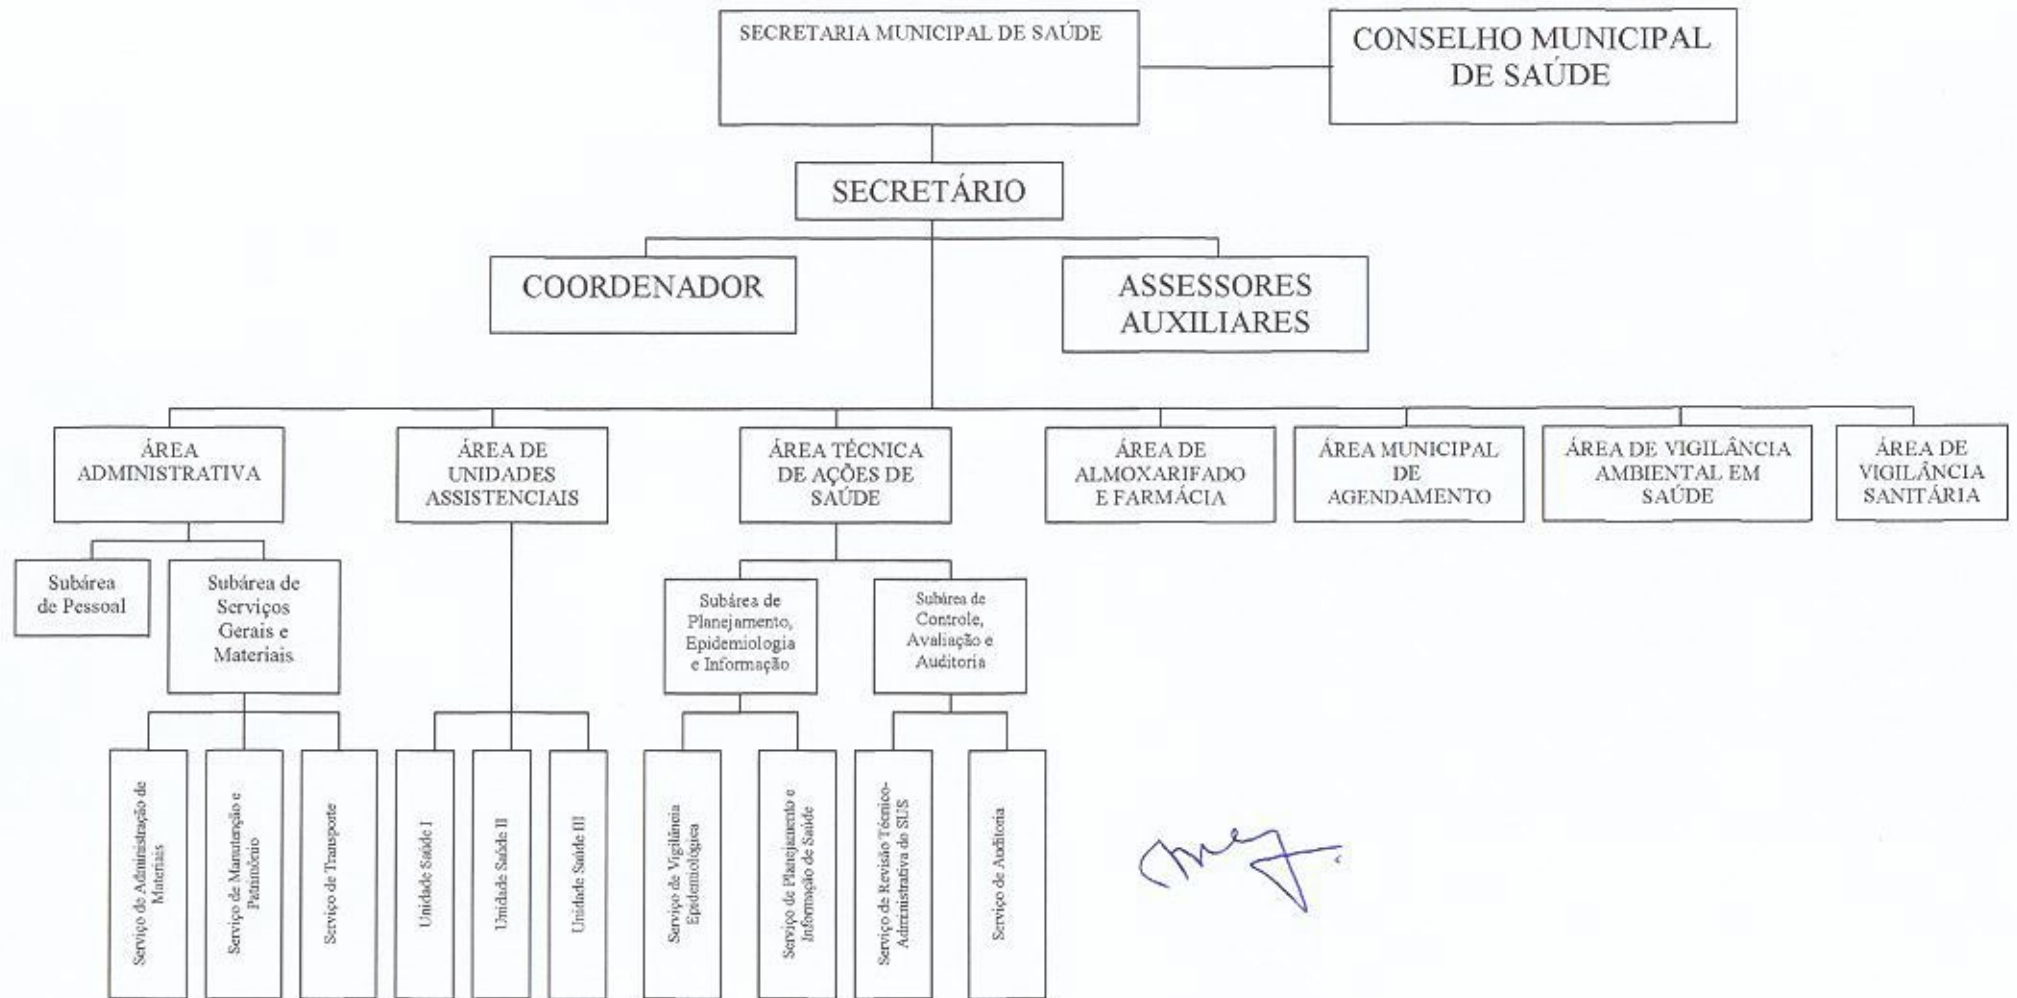 SECRETARIA MUNICIPAL DE SAÚDE
CONSELHO MUNICIPAL
DE SAÚDE
SECRETÁRIO
COORDENADOR
ASSESSORES
AUXILIARES
ÁREA
ADMINISTRATIVA
ÁREA DE
UNIDADES
ASSISTENCIAIS
ÁREA TÉCNICA
DE AÇÕES DE
SAÚDE
ÁREA DE
ALMOXARIFADO
E FARMÁCIA
ÁREA MUNICIPAL
DE
AGENDAMENTO
ÁREA DE VIGILÂNCIA
AMBIENTAL EM
SAÚDE
ÁREA DE
VIGILÂNCIA
SANITÁRIA
Subárea
de Pessoal
Subárea de
Serviços
Gerais e
Materiais
Subárea de
Planejamento,
Epidemiologia
e Informação
Subárea de
Controle,
Avaliação e
Auditoria
Serviço de Administração de
Materiais
Serviço de Manutenção e
Patrimônio
Serviço de Transporte
Unidade Saúde I
Unidade Saúde II
Unidade Saúde III
Serviço de Vigilância
Epidemiológica
Serviço de Planejamento e
Informação de Saúde
Serviço de Revisão Técnico-
Administrativa do SUS
Serviço de Auditoria